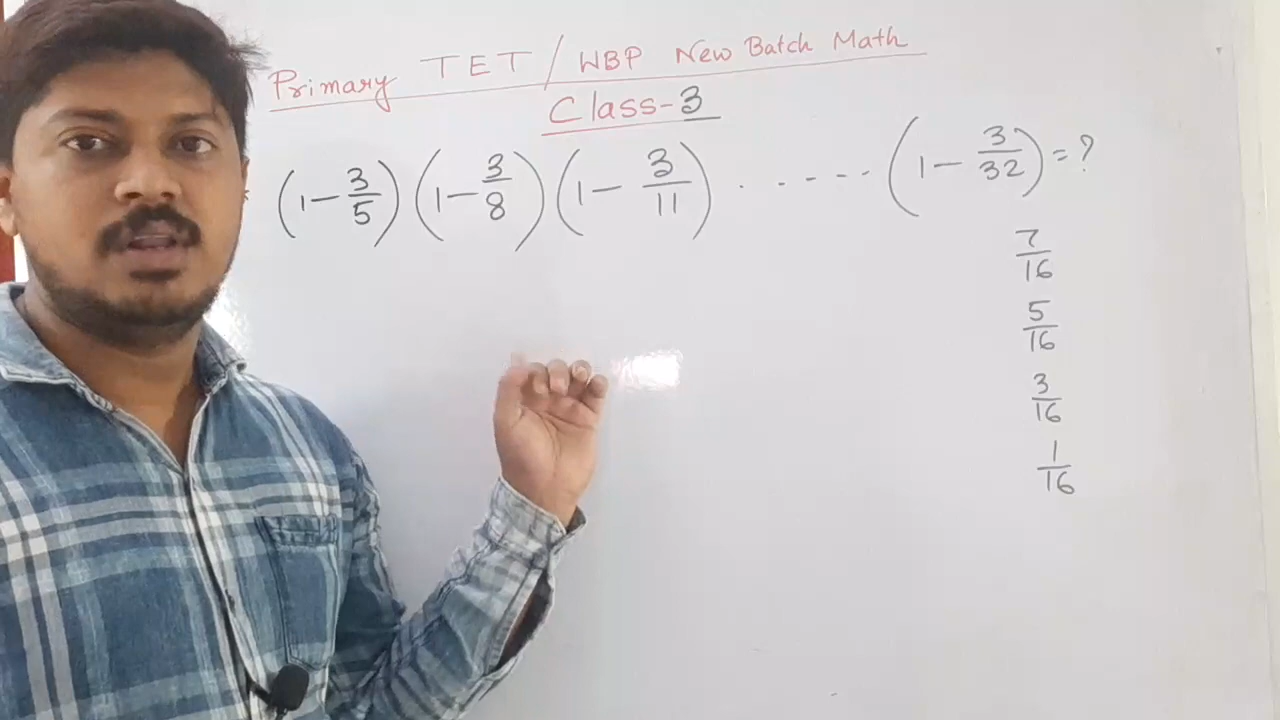 Primary TET / WBP New Batch Math
Class-3
(1 - 3/5) (1 - 3/8) (1 - 3/11) . . - - - - - (1 - 3/32) = ?
7/16
5/16
3/16
1/16